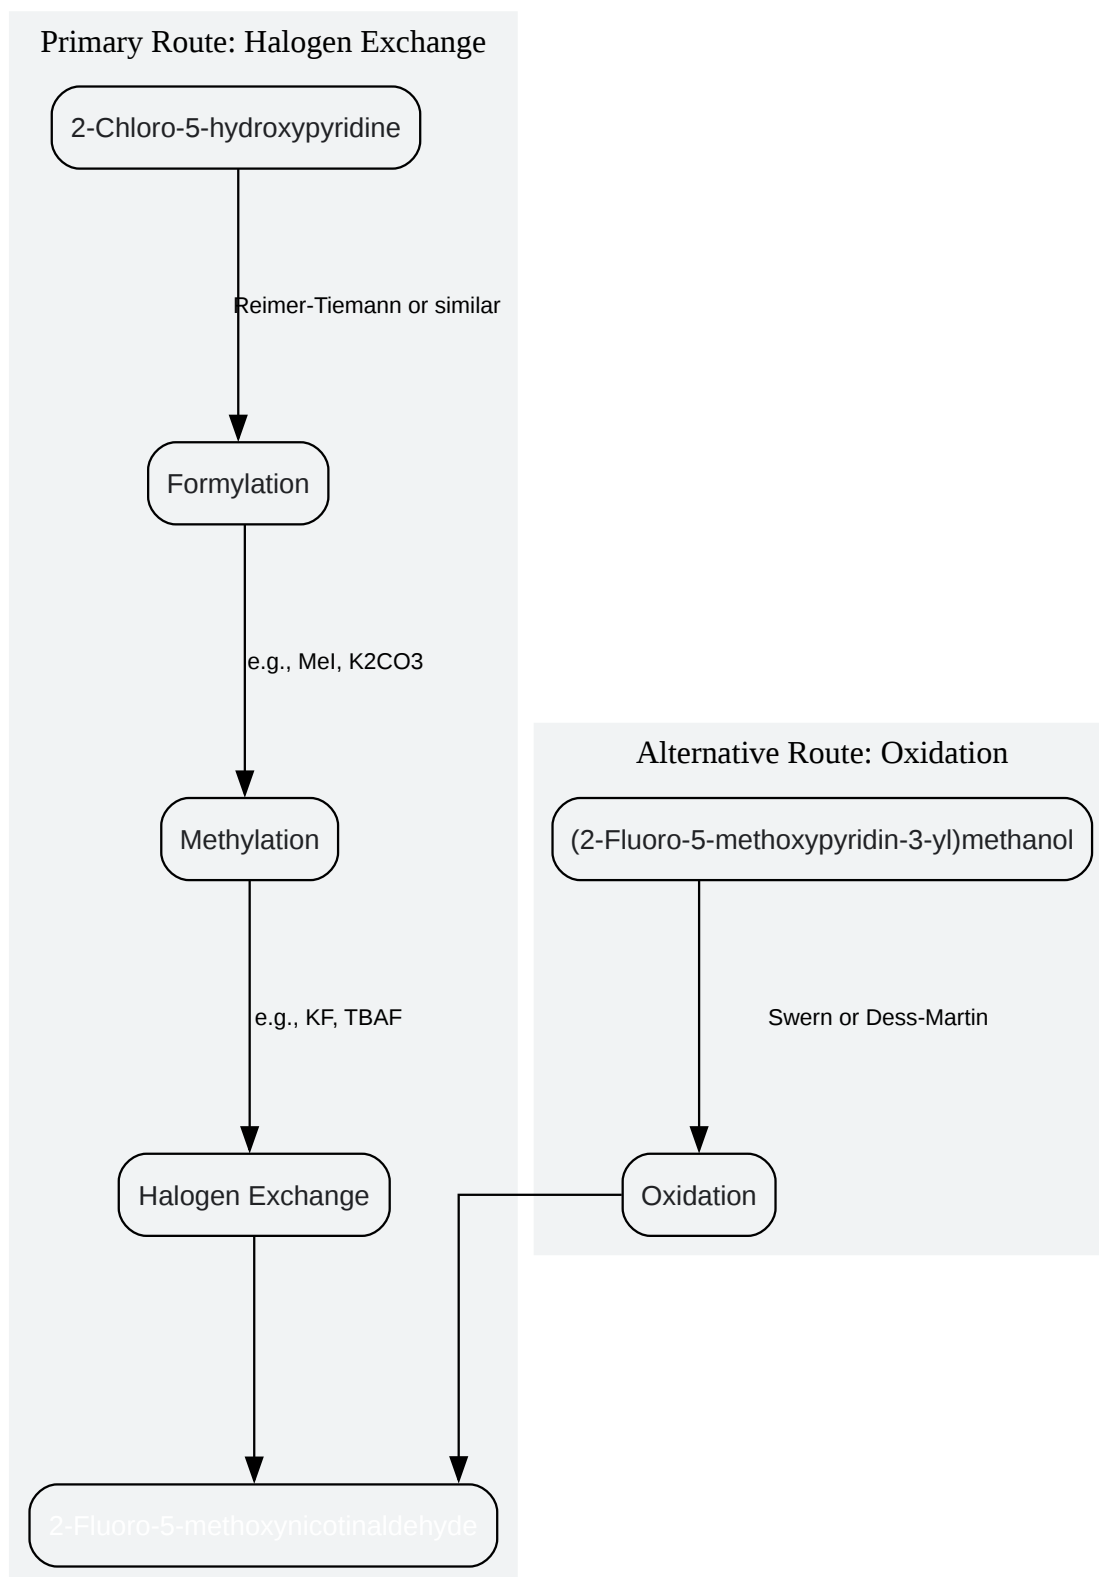 Primary Route: Halogen Exchange
2-Chloro-5-hydroxypyridine
Reimer-Tiemann or similar
Formylation
e.g., MeI, K2CO3
Methylation
e.g., KF, TBAF
Halogen Exchange
2-Fluoro-5-methoxynicotinaldehyde
Alternative Route: Oxidation
(2-Fluoro-5-methoxypyridin-3-yl)methanol
Swern or Dess-Martin
Oxidation